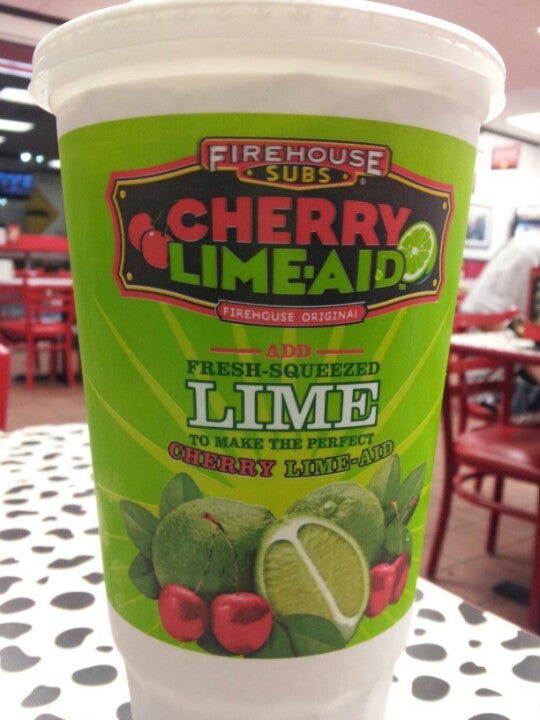 FIREHOUSE
SUBS
CHERRY
LIME-AID
FIREHOUSE ORIGINAL
ADD
FRESH-SQUEEZED
LIME
TO MAKE THE PERFECT
CHERRY LIME-AID